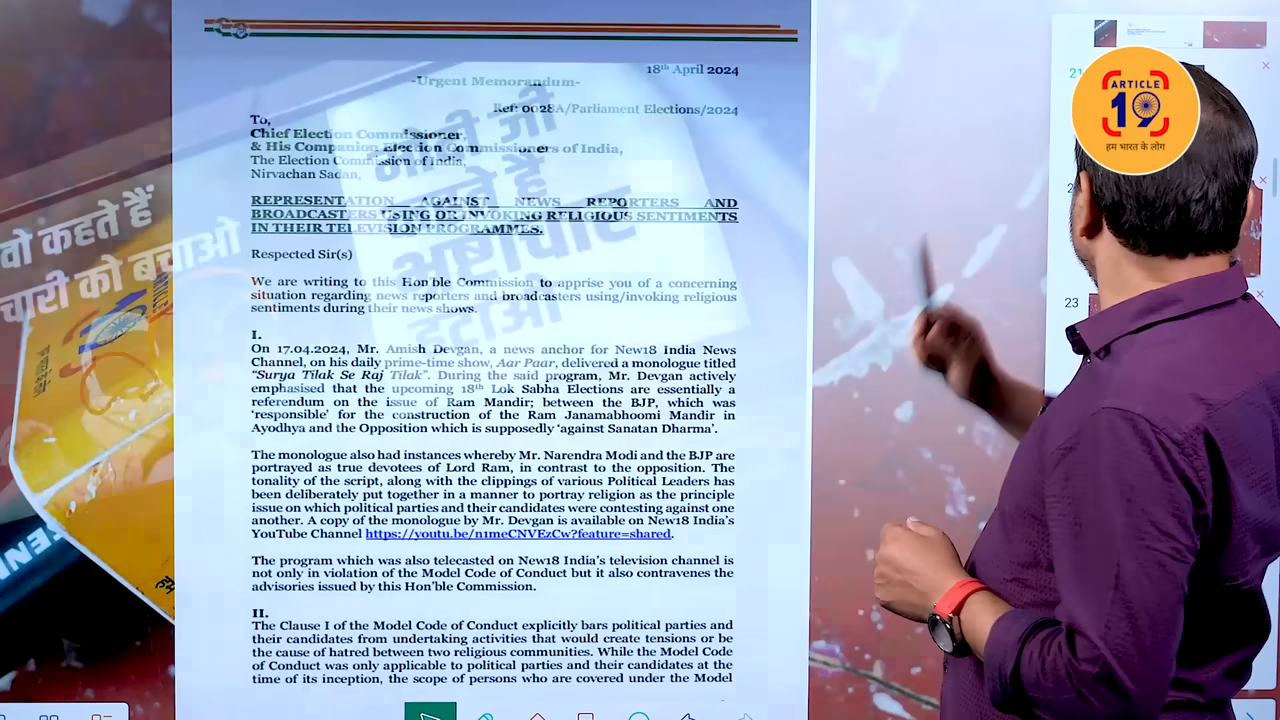 18th April 2024
-Urgent Memorandum-
Ref: 0028A/Parliament Elections/2024
To,
Chief Election Commissioner,
& His Companion Election Commissioners of India,
The Election Commission of India,
Nirvachan Sadan,
REPRESENTATION AGAINST NEWS REPORTERS AND
BROADCASTERS USING OR INVOKING RELIGIOUS SENTIMENTS
IN THEIR TELEVISION PROGRAMMES.
Respected Sir(s)
We are writing to this Hon'ble Commission to apprise you of a concerning
situation regarding news reporters and broadcasters using/invoking religious
sentiments during their news shows.
I.
On 17.04.2024, Mr. Amish Devgan, a news anchor for New18 India News
Channel, on his daily prime-time show, Aar Paar, delivered a monologue titled
“Surya Tilak Se Raj Tilak”. During the said program, Mr. Devgan actively
emphasised that the upcoming 18th Lok Sabha Elections are essentially a
referendum on the issue of Ram Mandir; between the BJP, which was
‘responsible’ for the construction of the Ram Janamabhoomi Mandir in
Ayodhya and the Opposition which is supposedly ‘against Sanatan Dharma’.
The monologue also had instances whereby Mr. Narendra Modi and the BJP are
portrayed as true devotees of Lord Ram, in contrast to the opposition. The
tonality of the script, along with the clippings of various Political Leaders has
been deliberately put together in a manner to portray religion as the principle
issue on which political parties and their candidates were contesting against one
another. A copy of the monologue by Mr. Devgan is available on New18 India’s
YouTube Channel https://youtu.be/n1meCNVEzCw?feature=shared.
The program which was also telecasted on New18 India’s television channel is
not only in violation of the Model Code of Conduct but it also contravenes the
advisories issued by this Hon’ble Commission.
II.
The Clause I of the Model Code of Conduct explicitly bars political parties and
their candidates from undertaking activities that would create tensions or be
the cause of hatred between two religious communities. While the Model Code
of Conduct was only applicable to political parties and their candidates at the
time of its inception, the scope of persons who are covered under the Model
मोदी जी
कहते हैं
भ्रष्टाचार
हटाओ
वो कहते हैं
चारी को बचाओ
ARTICLE
19
हम भारत के लोग
23